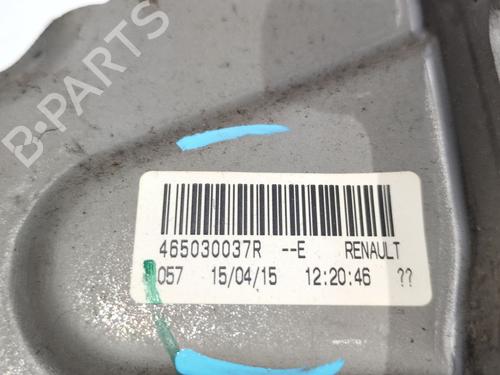 B-PARTS
465030037R --E RENAULT
057 15/04/15 12:20:46 ??